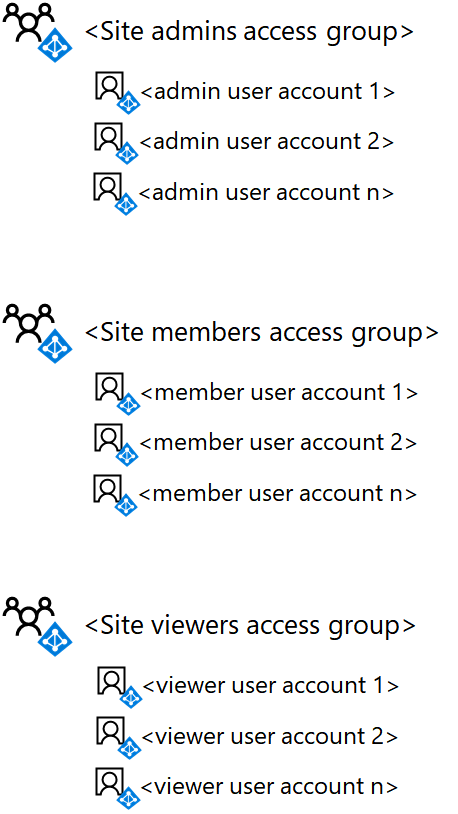 <Site admins access group>
<admin user account 1>
<admin user account 2>
<admin user account n>
<Site members access group>
<member user account 1>
<member user account 2>
<member user account n>
<Site viewers access group>
<viewer user account 1>
<viewer user account 2>
<viewer user account n>